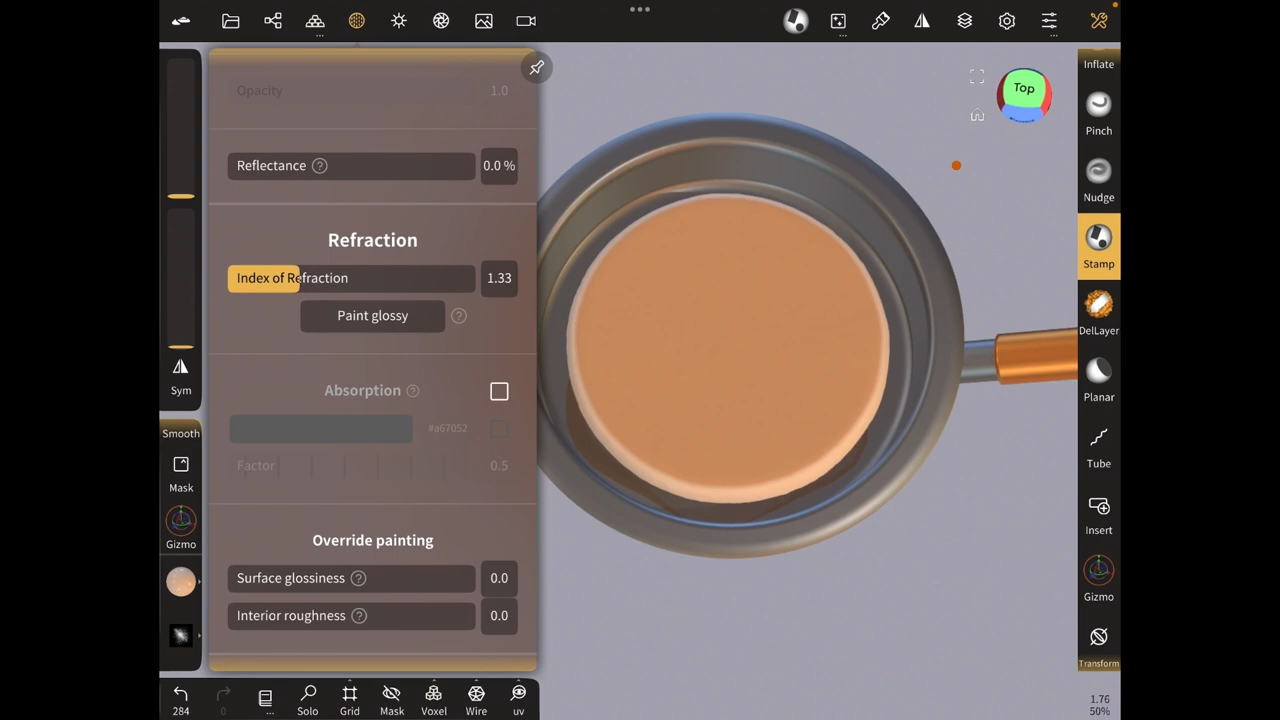 Opacity 1.0
Reflectance ? 0.0 %
Refraction
Index of Refraction 1.33
Paint glossy ?
Absorption ?
#a67052
Factor 0.5
Override painting
Surface glossiness ? 0.0
Interior roughness ? 0.0
Sym
Smooth
Mask
Gizmo
284
0
...
Solo
Grid
Mask
Voxel
Wire
uv
Top
Inflate
Pinch
Nudge
Stamp
DelLayer
Planar
Tube
Insert
Gizmo
Transform
1.76
50%